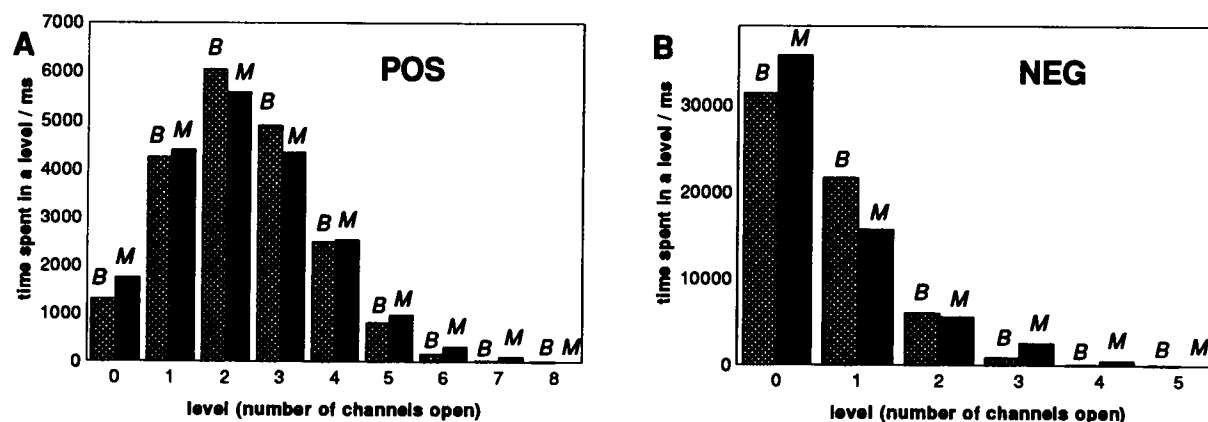 A
POS
time spent in a level / ms
7000
6000
5000
4000
3000
2000
1000
0
B M
B M
B M
B M
B M
B M
B M
B M
B M
0 1 2 3 4 5 6 7 8
level (number of channels open)
B
NEG
time spent in a level / ms
30000
20000
10000
0
B M
B M
B M
B M
B M
B M
0 1 2 3 4 5
level (number of channels open)